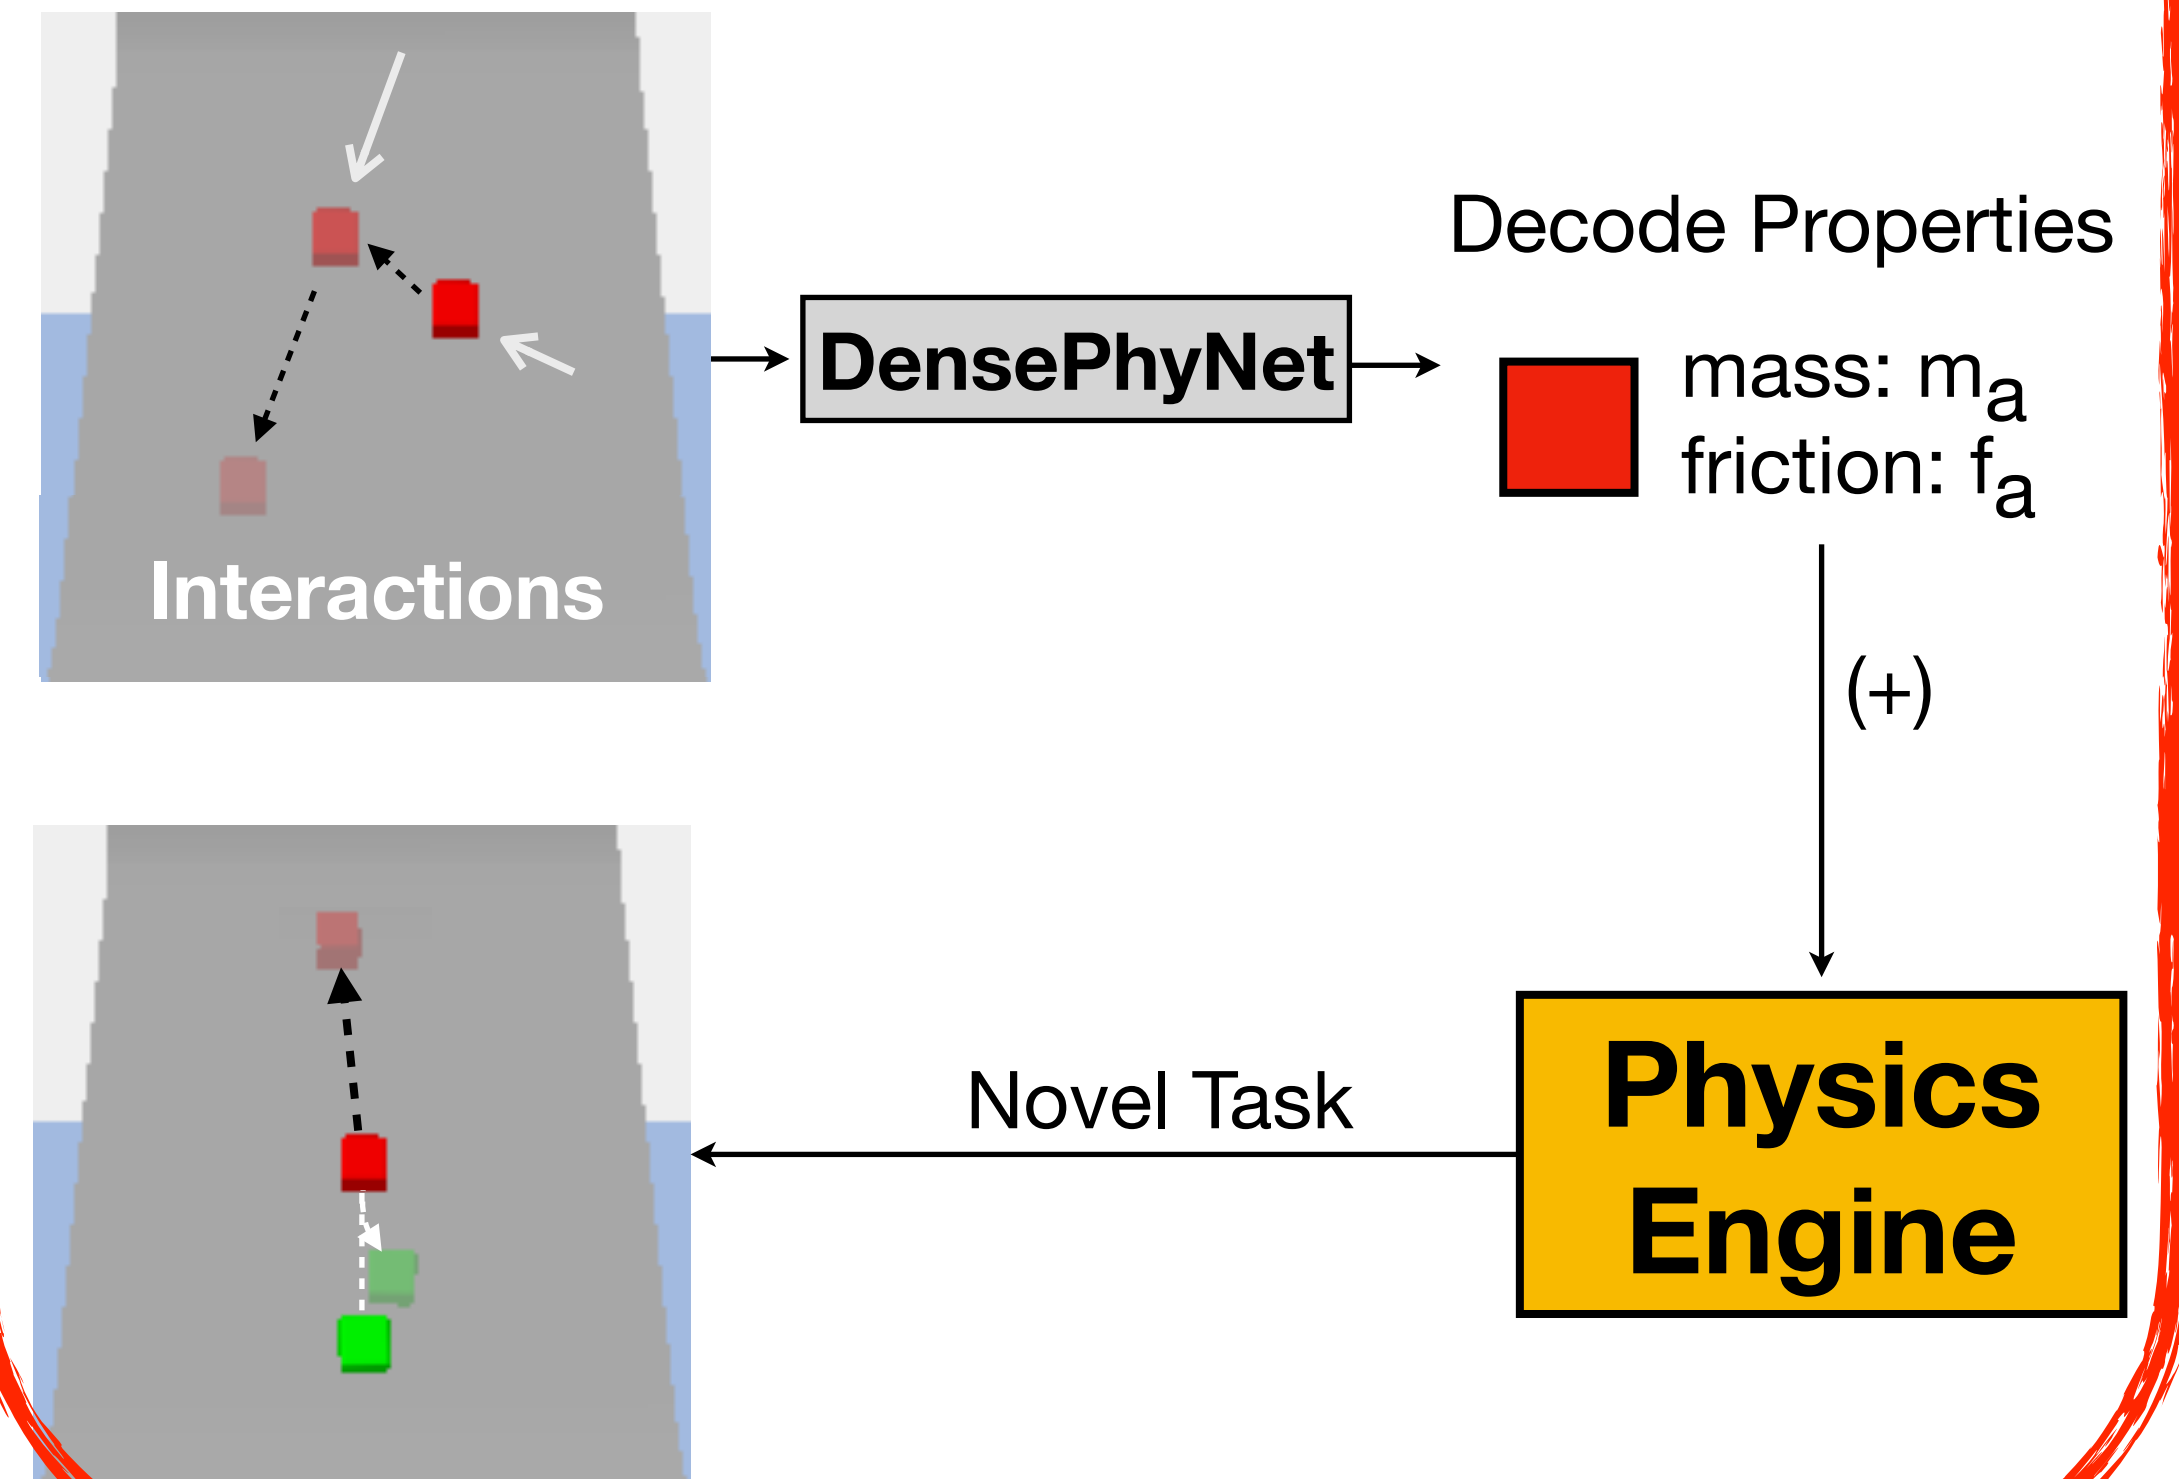 Interactions
DensePhyNet
Decode Properties
mass: mₐ
friction: fₐ
(+)
Physics
Engine
Novel Task